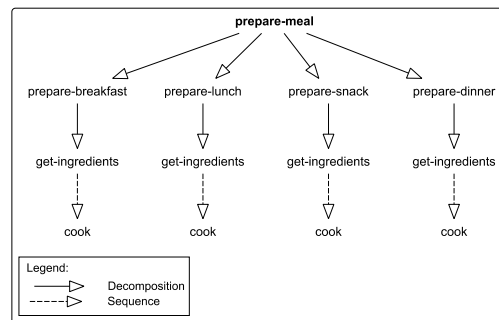 prepare-meal
prepare-breakfast prepare-lunch prepare-snack prepare-dinner
get-ingredients get-ingredients get-ingredients get-ingredients
cook cook cook cook
Legend:
Decomposition
Sequence